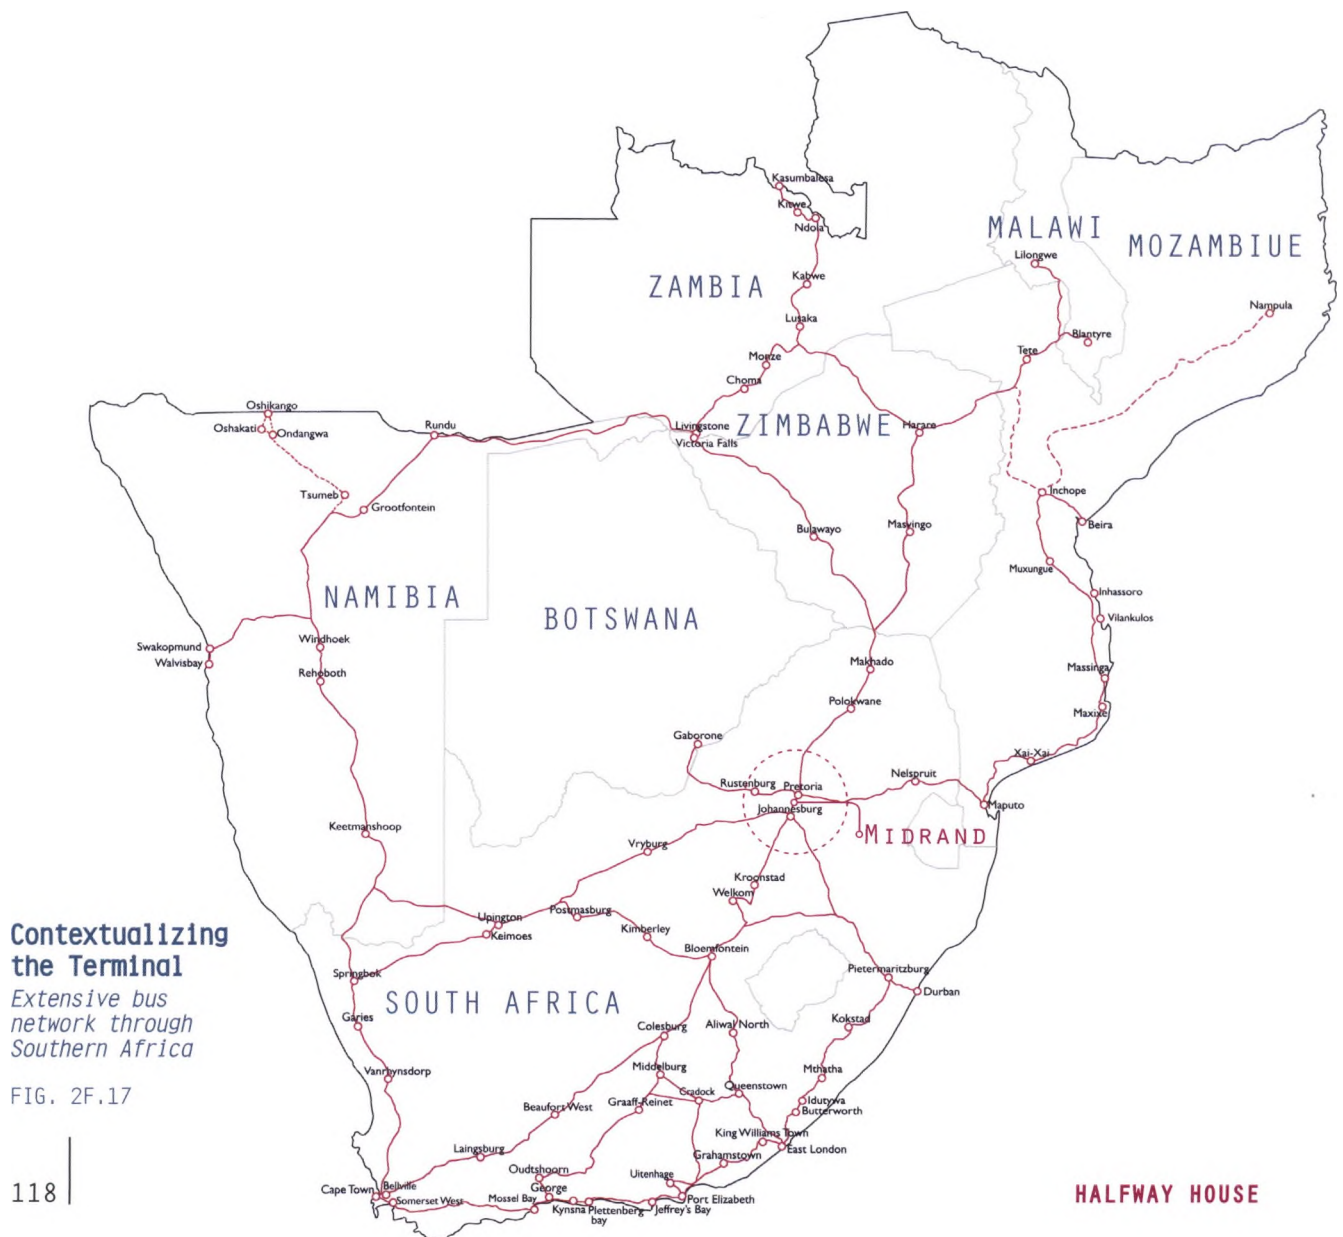 Kasumbalesa
Kitwe
Ndola
MALAWI
MOZAMBIUE
Lilongwe
ZAMBIA
Kabwe
Nampula
Lusaka
Blantyre
Monze
Tete
Choma
Oshikango
Oshakati
Ondangwa
Rundu
Livingstone
ZIMBABWE
Harare
Victoria Falls
Tsumeb
Grootfontein
Inchope
Beira
Bulawayo
Masvingo
Muxungue
NAMIBIA
Inhassoro
BOTSWANA
Vilankulos
Swakopmund
Windhoek
Walvisbay
Rehoboth
Makhado
Massinga
Polokwane
Maxixe
Gaborone
Xai-Xai
Nelspruit
Rustenburg
Pretoria
Maputo
Johannesburg
Keetmanshoop
MIDRAND
Vryburg
Kroonstad
Welkom
Upington
Postmasburg
Keimoes
Kimberley
Bloemfontein
Springbok
Pietermaritzburg
Durban
SOUTH AFRICA
Garies
Colesburg
Aliwal North
Kokstad
Vanrhynsdorp
Middelburg
Mthatha
Cradock
Queenstown
Graaff-Reinet
Idutywa
Butterworth
Beaufort West
King Williams Town
East London
Laingsburg
Grahamstown
Oudtshoorn
Uitenhage
Cape Town
Bellville
George
Somerset West
Mossel Bay
Port Elizabeth
Kynsna
Plettenberg
bay
Jeffrey's Bay
Contextualizing
the Terminal
Extensive bus
network through
Southern Africa
FIG. 2F.17
118
HALFWAY HOUSE